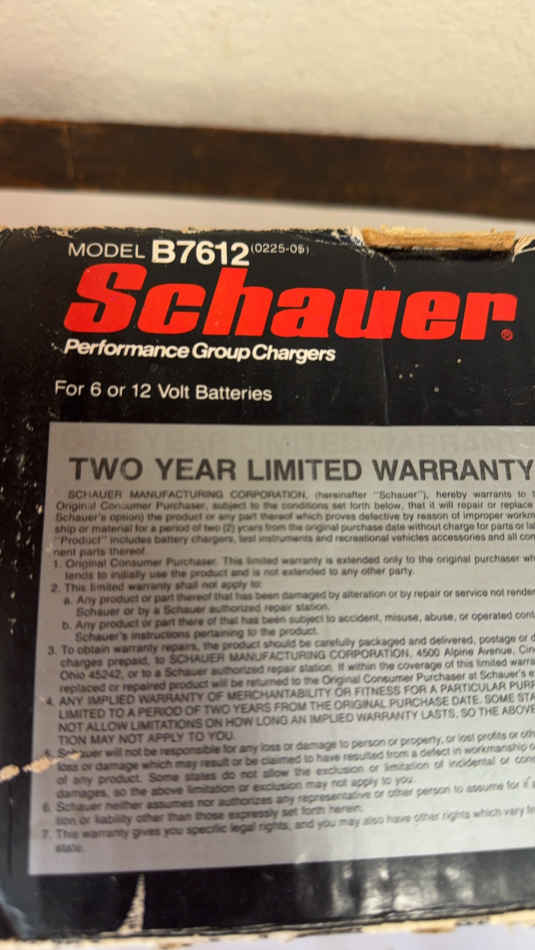 MODEL B7612 (0225-05)
Schauer®
Performance Group Chargers
For 6 or 12 Volt Batteries
ONE YEAR LIMITED WARRANTY
TWO YEAR LIMITED WARRANTY
SCHAUER MANUFACTURING CORPORATION, (hereinafter "Schauer"), hereby warrants to
Original Consumer Purchaser, subject to the conditions set forth below, that it will repair or replace
Schauer's option) the product or any part thereof which proves defective by reason of improper
ship or material for a period of two (2) years from the original purchase date without charge for parts or
"Product" includes battery chargers, test instruments and recreational vehicles accessories and all
nent parts thereof.
1. Original Consumer Purchaser. This limited warranty is extended only to the original purchaser
tends to initially use the product and is not extended to any other party.
2. This limited warranty shall not apply to:
a. Any product or part thereof that has been damaged by alteration or by repair or service not
Schauer or by a Schauer authorized repair station.
b. Any product or part there of that has been subject to accident, misuse, abuse, or operated
Schauer's instructions pertaining to the product.
3. To obtain warranty repairs, the product should be carefully packaged and delivered, postage or
charges prepaid, to SCHAUER MANUFACTURING CORPORATION, 4500 Alpine Avenue,
Ohio 45242, or to a Schauer authorized repair station. If within the coverage of this limited
replaced or repaired product will be returned to the Original Consumer Purchaser at Schauer's
4. ANY IMPLIED WARRANTY OF MERCHANTABILITY OR FITNESS FOR A PARTICULAR
LIMITED TO A PERIOD OF TWO YEARS FROM THE ORIGINAL PURCHASE DATE. SOME
NOT ALLOW LIMITATIONS ON HOW LONG AN IMPLIED WARRANTY LASTS, SO THE ABOVE
TION MAY NOT APPLY TO YOU.
5. Schauer will not be responsible for any loss or damage to person or property, or lost profits or
loss or damage which may result or be claimed to have resulted from a defect in workmanship
of any product. Some states do not allow the exclusion or limitation of incidental or
damages, so the above limitation or exclusion may not apply to you.
6. Schauer neither assumes nor authorizes any representative or other person to assume for it
tion or liability other than those expressly set forth herein.
7. This warranty gives you specific legal rights, and you may also have other rights which vary
state.